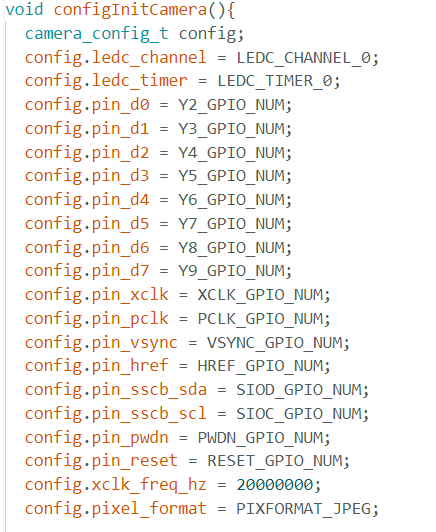 void configInitCamera(){
  camera_config_t config;
  config.ledc_channel = LEDC_CHANNEL_0;
  config.ledc_timer = LEDC_TIMER_0;
  config.pin_d0 = Y2_GPIO_NUM;
  config.pin_d1 = Y3_GPIO_NUM;
  config.pin_d2 = Y4_GPIO_NUM;
  config.pin_d3 = Y5_GPIO_NUM;
  config.pin_d4 = Y6_GPIO_NUM;
  config.pin_d5 = Y7_GPIO_NUM;
  config.pin_d6 = Y8_GPIO_NUM;
  config.pin_d7 = Y9_GPIO_NUM;
  config.pin_xclk = XCLK_GPIO_NUM;
  config.pin_pclk = PCLK_GPIO_NUM;
  config.pin_vsync = VSYNC_GPIO_NUM;
  config.pin_href = HREF_GPIO_NUM;
  config.pin_sscb_sda = SIOD_GPIO_NUM;
  config.pin_sscb_scl = SIOC_GPIO_NUM;
  config.pin_pwdn = PWDN_GPIO_NUM;
  config.pin_reset = RESET_GPIO_NUM;
  config.xclk_freq_hz = 20000000;
  config.pixel_format = PIXFORMAT_JPEG;